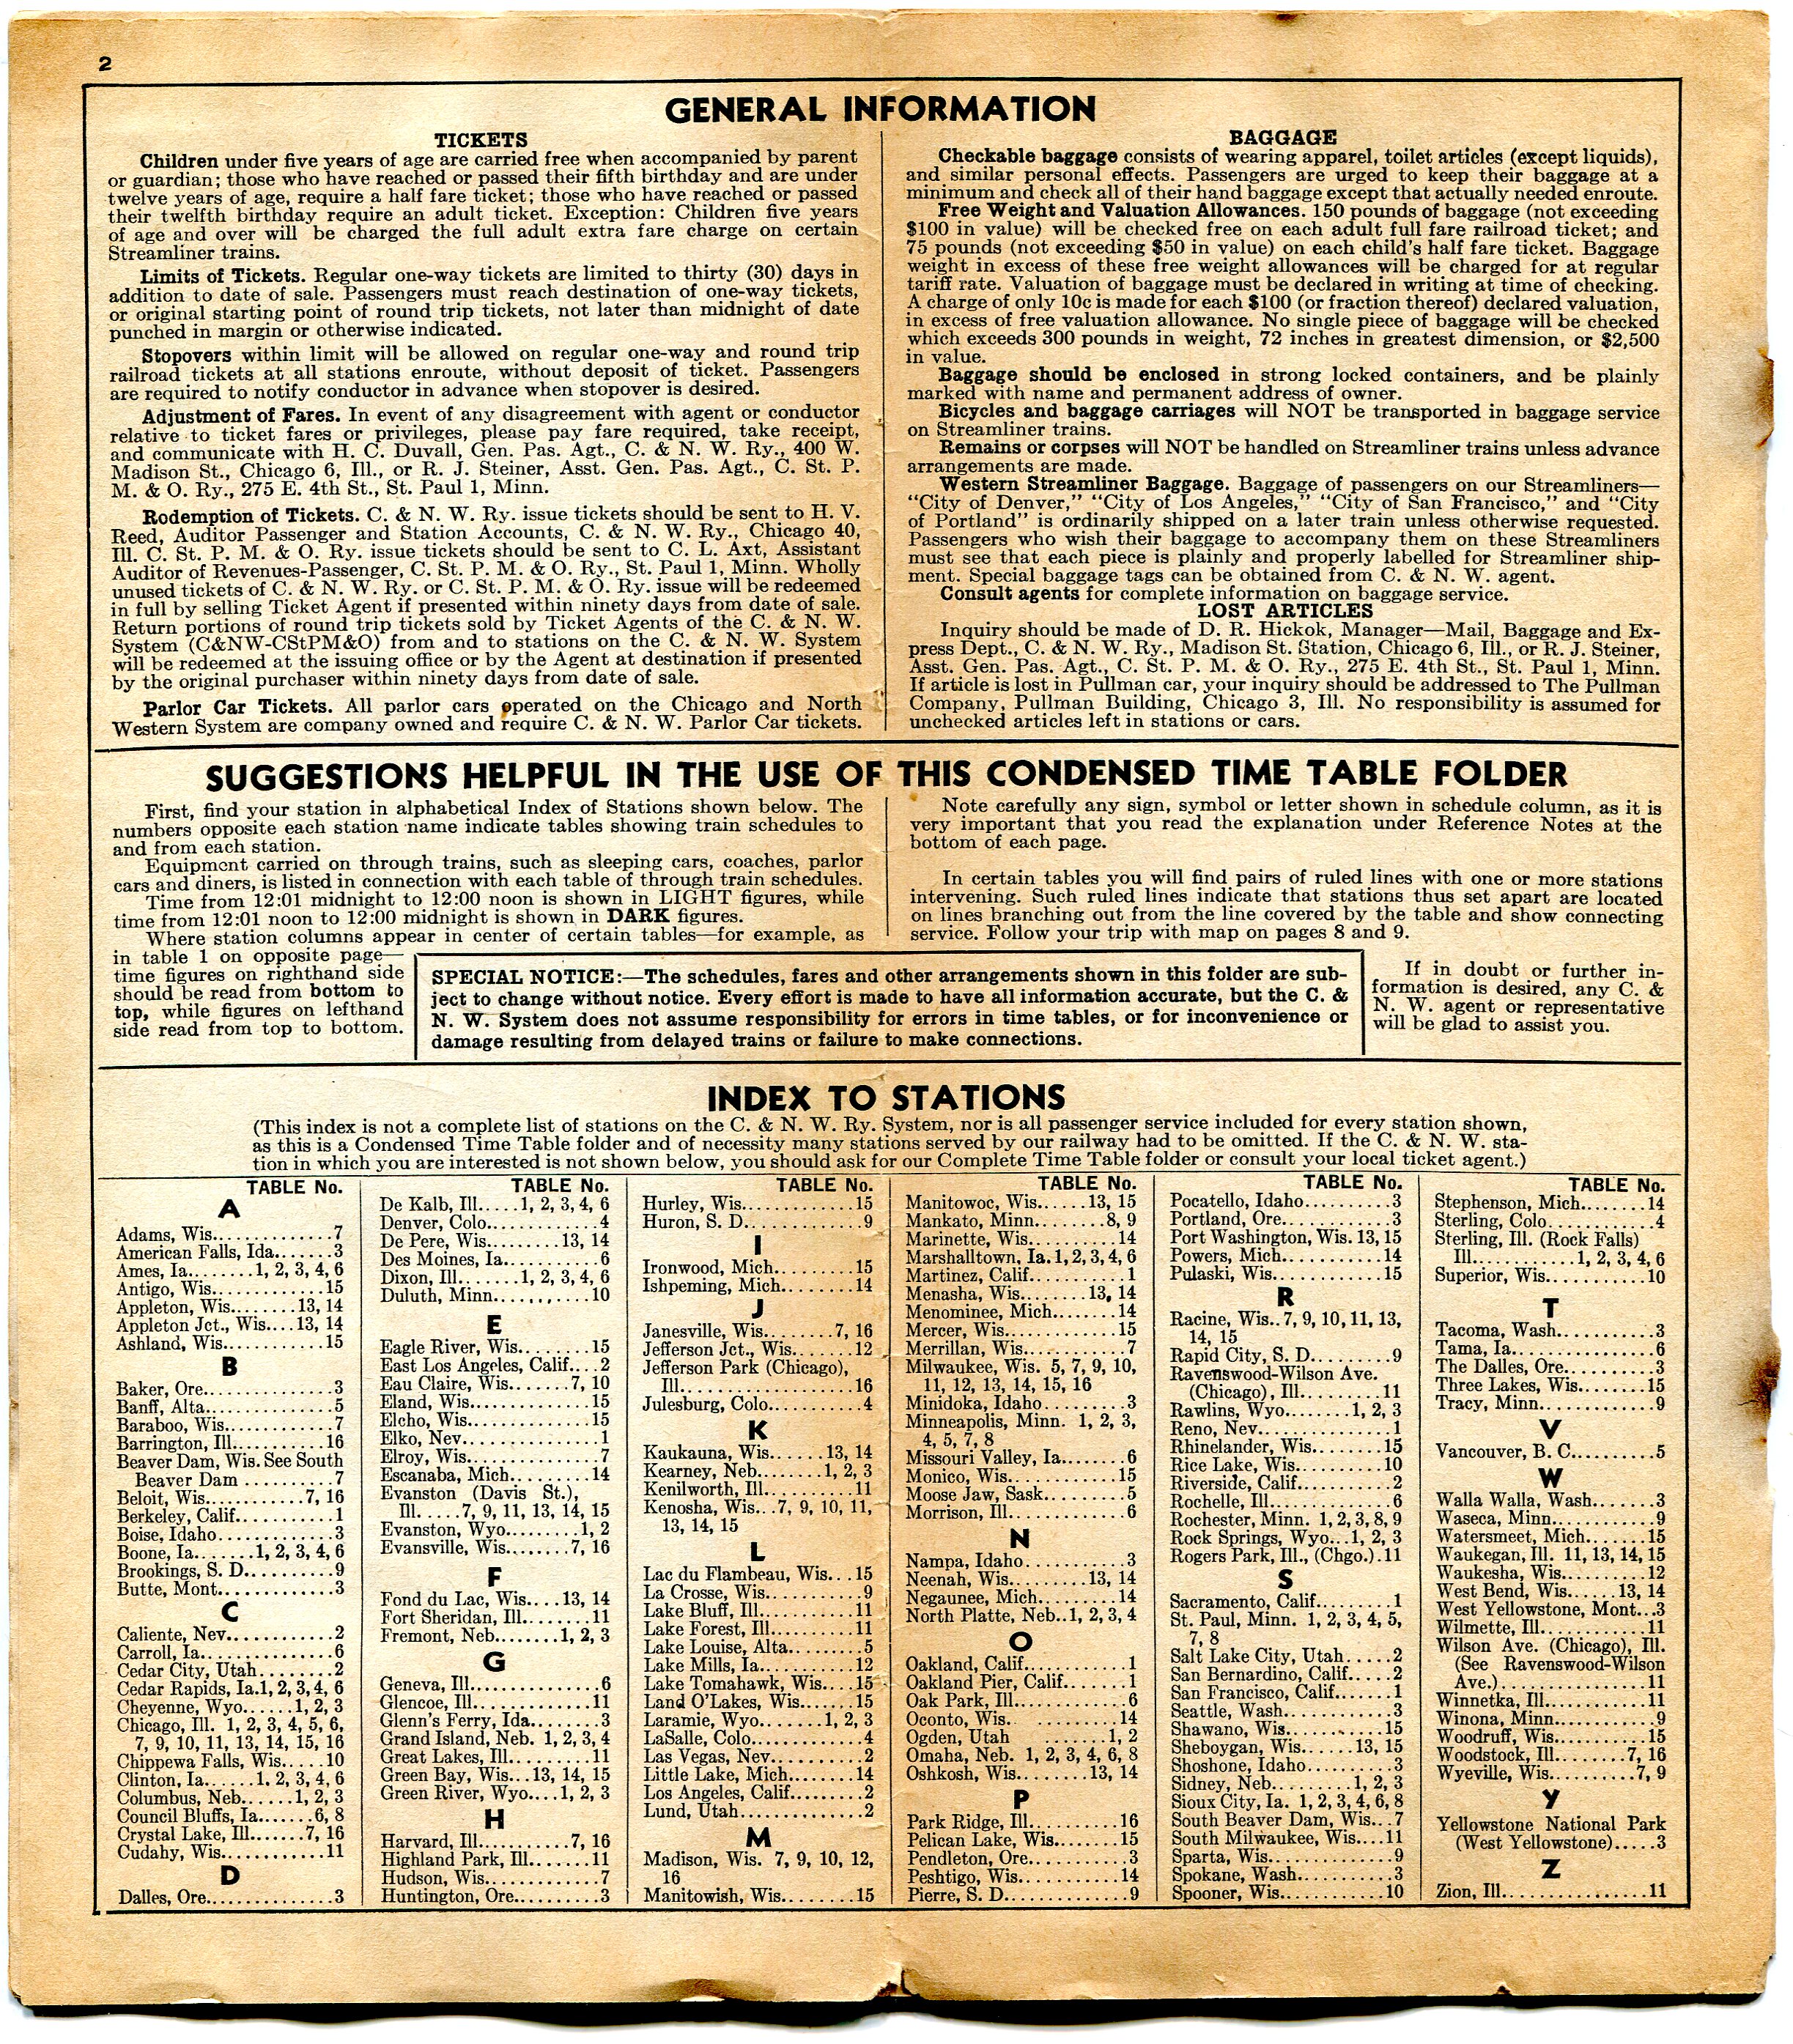 2
GENERAL INFORMATION
TICKETS
Children under five years of age are carried free when accompanied by parent
or guardian; those who have reached or passed their fifth birthday and are under
twelve years of age, require a half fare ticket; those who have reached or passed
their twelfth birthday require an adult ticket. Exception: Children five years
of age and over will be charged the full adult extra fare charge on certain
Streamliner trains.
Limits of Tickets. Regular one-way tickets are limited to thirty (30) days in
addition to date of sale. Passengers must reach destination of one-way tickets,
or original starting point of round trip tickets, not later than midnight of date
punched in margin or otherwise indicated.
Stopovers within limit will be allowed on regular one-way and round trip
railroad tickets at all stations enroute, without deposit of ticket. Passengers
are required to notify conductor in advance when stopover is desired.
Adjustment of Fares. In event of any disagreement with agent or conductor
relative to ticket fares or privileges, please pay fare required, take receipt,
and communicate with H. C. Duvall, Gen. Pas. Agt., C. & N. W. Ry., 400 W.
Madison St., Chicago 6, Ill., or R. J. Steiner, Asst. Gen. Pas. Agt., C. St. P.
M. & O. Ry., 275 E. 4th St., St. Paul 1, Minn.
Rodemption of Tickets. C. & N. W. Ry. issue tickets should be sent to H. V.
Reed, Auditor Passenger and Station Accounts, C. & N. W. Ry., Chicago 40,
Ill. C. St. P. M. & O. Ry. issue tickets should be sent to C. L. Axt, Assistant
Auditor of Revenues-Passenger, C. St. P. M. & O. Ry., St. Paul 1, Minn. Wholly
unused tickets of C. & N. W. Ry. or C. St. P. M. & O. Ry. issue will be redeemed
in full by selling Ticket Agent if presented within ninety days from date of sale.
Return portions of round trip tickets sold by Ticket Agents of the C. & N. W.
System (C&NW-CStPM&O) from and to stations on the C. & N. W. System
will be redeemed at the issuing office or by the Agent at destination if presented
by the original purchaser within ninety days from date of sale.
Parlor Car Tickets. All parlor cars operated on the Chicago and North
Western System are company owned and require C. & N. W. Parlor Car tickets.
BAGGAGE
Checkable baggage consists of wearing apparel, toilet articles (except liquids),
and similar personal effects. Passengers are urged to keep their baggage at a
minimum and check all of their hand baggage except that actually needed enroute.
Free Weight and Valuation Allowances. 150 pounds of baggage (not exceeding
$100 in value) will be checked free on each adult full fare railroad ticket; and
75 pounds (not exceeding $50 in value) on each child's half fare ticket. Baggage
weight in excess of these free weight allowances will be charged for at regular
tariff rate. Valuation of baggage must be declared in writing at time of checking.
A charge of only 10c is made for each $100 (or fraction thereof) declared valuation,
in excess of free valuation allowance. No single piece of baggage will be checked
which exceeds 300 pounds in weight, 72 inches in greatest dimension, or $2,500
in value.
Baggage should be enclosed in strong locked containers, and be plainly
marked with name and permanent address of owner.
Bicycles and baggage carriages will NOT be transported in baggage service
on Streamliner trains.
Remains or corpses will NOT be handled on Streamliner trains unless advance
arrangements are made.
Western Streamliner Baggage. Baggage of passengers on our Streamliners—
"City of Denver," "City of Los Angeles," "City of San Francisco," and "City
of Portland" is ordinarily shipped on a later train unless otherwise requested.
Passengers who wish their baggage to accompany them on these Streamliners
must see that each piece is plainly and properly labelled for Streamliner ship-
ment. Special baggage tags can be obtained from C. & N. W. agent.
Consult agents for complete information on baggage service.
LOST ARTICLES
Inquiry should be made of D. R. Hickok, Manager—Mail, Baggage and Ex-
press Dept., C. & N. W. Ry., Madison St. Station, Chicago 6, Ill., or R. J. Steiner,
Asst. Gen. Pas. Agt., C. St. P. M. & O. Ry., 275 E. 4th St., St. Paul 1, Minn.
If article is lost in Pullman car, your inquiry should be addressed to The Pullman
Company, Pullman Building, Chicago 3, Ill. No responsibility is assumed for
unchecked articles left in stations or cars.
SUGGESTIONS HELPFUL IN THE USE OF THIS CONDENSED TIME TABLE FOLDER
First, find your station in alphabetical Index of Stations shown below. The
numbers opposite each station name indicate tables showing train schedules to
and from each station.
Equipment carried on through trains, such as sleeping cars, coaches, parlor
cars and diners, is listed in connection with each table of through train schedules.
Time from 12:01 midnight to 12:00 noon is shown in LIGHT figures, while
time from 12:01 noon to 12:00 midnight is shown in DARK figures.
Where station columns appear in center of certain tables—for example, as
in table 1 on opposite page—
time figures on righthand side
should be read from bottom to
top, while figures on lefthand
side read from top to bottom.
Note carefully any sign, symbol or letter shown in schedule column, as it is
very important that you read the explanation under Reference Notes at the
bottom of each page.
In certain tables you will find pairs of ruled lines with one or more stations
intervening. Such ruled lines indicate that stations thus set apart are located
on lines branching out from the line covered by the table and show connecting
service. Follow your trip with map on pages 8 and 9.
SPECIAL NOTICE:—The schedules, fares and other arrangements shown in this folder are sub-
ject to change without notice. Every effort is made to have all information accurate, but the C. &
N. W. System does not assume responsibility for errors in time tables, or for inconvenience or
damage resulting from delayed trains or failure to make connections.
If in doubt or further in-
formation is desired, any C. &
N. W. agent or representative
will be glad to assist you.
INDEX TO STATIONS
(This index is not a complete list of stations on the C. & N. W. Ry. System, nor is all passenger service included for every station shown,
as this is a Condensed Time Table folder and of necessity many stations served by our railway had to be omitted. If the C. & N. W. sta-
tion in which you are interested is not shown below, you should ask for our Complete Time Table folder or consult your local ticket agent.)
TABLE No.
A
Adams, Wis..............7
American Falls, Ida......3
Ames, Ia........1, 2, 3, 4, 6
Antigo, Wis.............15
Appleton, Wis.......13, 14
Appleton Jct., Wis....13, 14
Ashland, Wis............15
B
Baker, Ore..............3
Banff, Alta..............5
Baraboo, Wis............7
Barrington, Ill..........16
Beaver Dam, Wis. See South
Beaver Dam ..........7
Beloit, Wis..........7, 16
Berkeley, Calif..........1
Boise, Idaho............3
Boone, Ia.......1, 2, 3, 4, 6
Brookings, S. D.........9
Butte, Mont.............3
C
Caliente, Nev...........2
Carroll, Ia..............6
Cedar City, Utah........2
Cedar Rapids, Ia.1, 2, 3, 4, 6
Cheyenne, Wyo......1, 2, 3
Chicago, Ill. 1, 2, 3, 4, 5, 6,
7, 9, 10, 11, 13, 14, 15, 16
Chippewa Falls, Wis....10
Clinton, Ia......1, 2, 3, 4, 6
Columbus, Neb......1, 2, 3
Council Bluffs, Ia......6, 8
Crystal Lake, Ill......7, 16
Cudahy, Wis............11
D
Dalles, Ore..............3
TABLE No.
De Kalb, Ill.....1, 2, 3, 4, 6
Denver, Colo............4
De Pere, Wis........13, 14
Des Moines, Ia..........6
Dixon, Ill.......1, 2, 3, 4, 6
Duluth, Minn..........10
E
Eagle River, Wis........15
East Los Angeles, Calif....2
Eau Claire, Wis.......7, 10
Eland, Wis.............15
Elcho, Wis.............15
Elko, Nev..............1
Elroy, Wis..............7
Escanaba, Mich.........14
Evanston (Davis St.),
Ill. .....7, 9, 11, 13, 14, 15
Evanston, Wyo........1, 2
Evansville, Wis.......7, 16
F
Fond du Lac, Wis....13, 14
Fort Sheridan, Ill.......11
Fremont, Neb.......1, 2, 3
G
Geneva, Ill..............6
Glencoe, Ill............11
Glenn's Ferry, Ida.......3
Grand Island, Neb. 1, 2, 3, 4
Great Lakes, Ill.........11
Green Bay, Wis...13, 14, 15
Green River, Wyo...1, 2, 3
H
Harvard, Ill..........7, 16
Highland Park, Ill.......11
Hudson, Wis............7
Huntington, Ore.........3
TABLE No.
Hurley, Wis............15
Huron, S. D.............9
I
Ironwood, Mich.........15
Ishpeming, Mich........14
J
Janesville, Wis........7, 16
Jefferson Jct., Wis.......12
Jefferson Park (Chicago),
Ill...................16
Julesburg, Colo..........4
K
Kaukauna, Wis......13, 14
Kearney, Neb.......1, 2, 3
Kenilworth, Ill..........11
Kenosha, Wis...7, 9, 10, 11,
13, 14, 15
L
Lac du Flambeau, Wis...15
La Crosse, Wis..........9
Lake Bluff, Ill..........11
Lake Forest, Ill.........11
Lake Louise, Alta........5
Lake Mills, Ia..........12
Lake Tomahawk, Wis....15
Land O'Lakes, Wis......15
Laramie, Wyo.......1, 2, 3
LaSalle, Colo............4
Las Vegas, Nev..........2
Little Lake, Mich.......14
Los Angeles, Calif........2
Lund, Utah.............2
M
Madison, Wis. 7, 9, 10, 12,
16
Manitowish, Wis........15
TABLE No.
Manitowoc, Wis.....13, 15
Mankato, Minn.......8, 9
Marinette, Wis..........14
Marshalltown, Ia.1, 2, 3, 4, 6
Martinez, Calif..........1
Menasha, Wis.......13, 14
Menominee, Mich.......14
Mercer, Wis............15
Merrillan, Wis...........7
Milwaukee, Wis. 5, 7, 9, 10,
11, 12, 13, 14, 15, 16
Minidoka, Idaho.........3
Minneapolis, Minn. 1, 2, 3,
4, 5, 7, 8
Missouri Valley, Ia.......6
Monico, Wis............15
Moose Jaw, Sask.........5
Morrison, Ill............6
N
Nampa, Idaho...........3
Neenah, Wis........13, 14
Negaunee, Mich........14
North Platte, Neb..1, 2, 3, 4
O
Oakland, Calif...........1
Oakland Pier, Calif.......1
Oak Park, Ill............6
Oconto, Wis. ........14
Ogden, Utah .......1, 2
Omaha, Neb. 1, 2, 3, 4, 6, 8
Oshkosh, Wis.......13, 14
P
Park Ridge, Ill..........16
Pelican Lake, Wis.......15
Pendleton, Ore..........3
Peshtigo, Wis...........14
Pierre, S. D.............9
TABLE No.
Pocatello, Idaho.........3
Portland, Ore............3
Port Washington, Wis. 13, 15
Powers, Mich...........14
Pulaski, Wis............15
R
Racine, Wis..7, 9, 10, 11, 13,
14, 15
Rapid City, S. D........9
Ravenswood-Wilson Ave.
(Chicago), Ill.........11
Rawlins, Wyo.......1, 2, 3
Reno, Nev..............1
Rhinelander, Wis........15
Rice Lake, Wis..........10
Riverside, Calif..........2
Rochelle, Ill.............6
Rochester, Minn. 1, 2, 3, 8, 9
Rock Springs, Wyo...1, 2, 3
Rogers Park, Ill., (Chgo.).11
S
Sacramento, Calif........1
St. Paul, Minn. 1, 2, 3, 4, 5,
7, 8
Salt Lake City, Utah.....2
San Bernardino, Calif.....2
San Francisco, Calif......1
Seattle, Wash............3
Shawano, Wis..........15
Sheboygan, Wis......13, 15
Shoshone, Idaho.........3
Sidney, Neb.........1, 2, 3
Sioux City, Ia. 1, 2, 3, 4, 6, 8
South Beaver Dam, Wis...7
South Milwaukee, Wis....11
Sparta, Wis.............9
Spokane, Wash..........3
Spooner, Wis...........10
TABLE No.
Stephenson, Mich.......14
Sterling, Colo............4
Sterling, Ill. (Rock Falls)
Ill...........1, 2, 3, 4, 6
Superior, Wis...........10
T
Tacoma, Wash..........3
Tama, Ia...............6
The Dalles, Ore..........3
Three Lakes, Wis........15
Tracy, Minn.............9
V
Vancouver, B. C.........5
W
Walla Walla, Wash.......3
Waseca, Minn...........9
Watersmeet, Mich.......15
Waukegan, Ill. 11, 13, 14, 15
Waukesha, Wis.........12
West Bend, Wis.....13, 14
West Yellowstone, Mont...3
Wilmette, Ill............11
Wilson Ave. (Chicago), Ill.
(See Ravenswood-Wilson
Ave.)................11
Winnetka, Ill...........11
Winona, Minn...........9
Woodruff, Wis..........15
Woodstock, Ill........7, 16
Wyeville, Wis.........7, 9
Y
Yellowstone National Park
(West Yellowstone).....3
Z
Zion, Ill................11